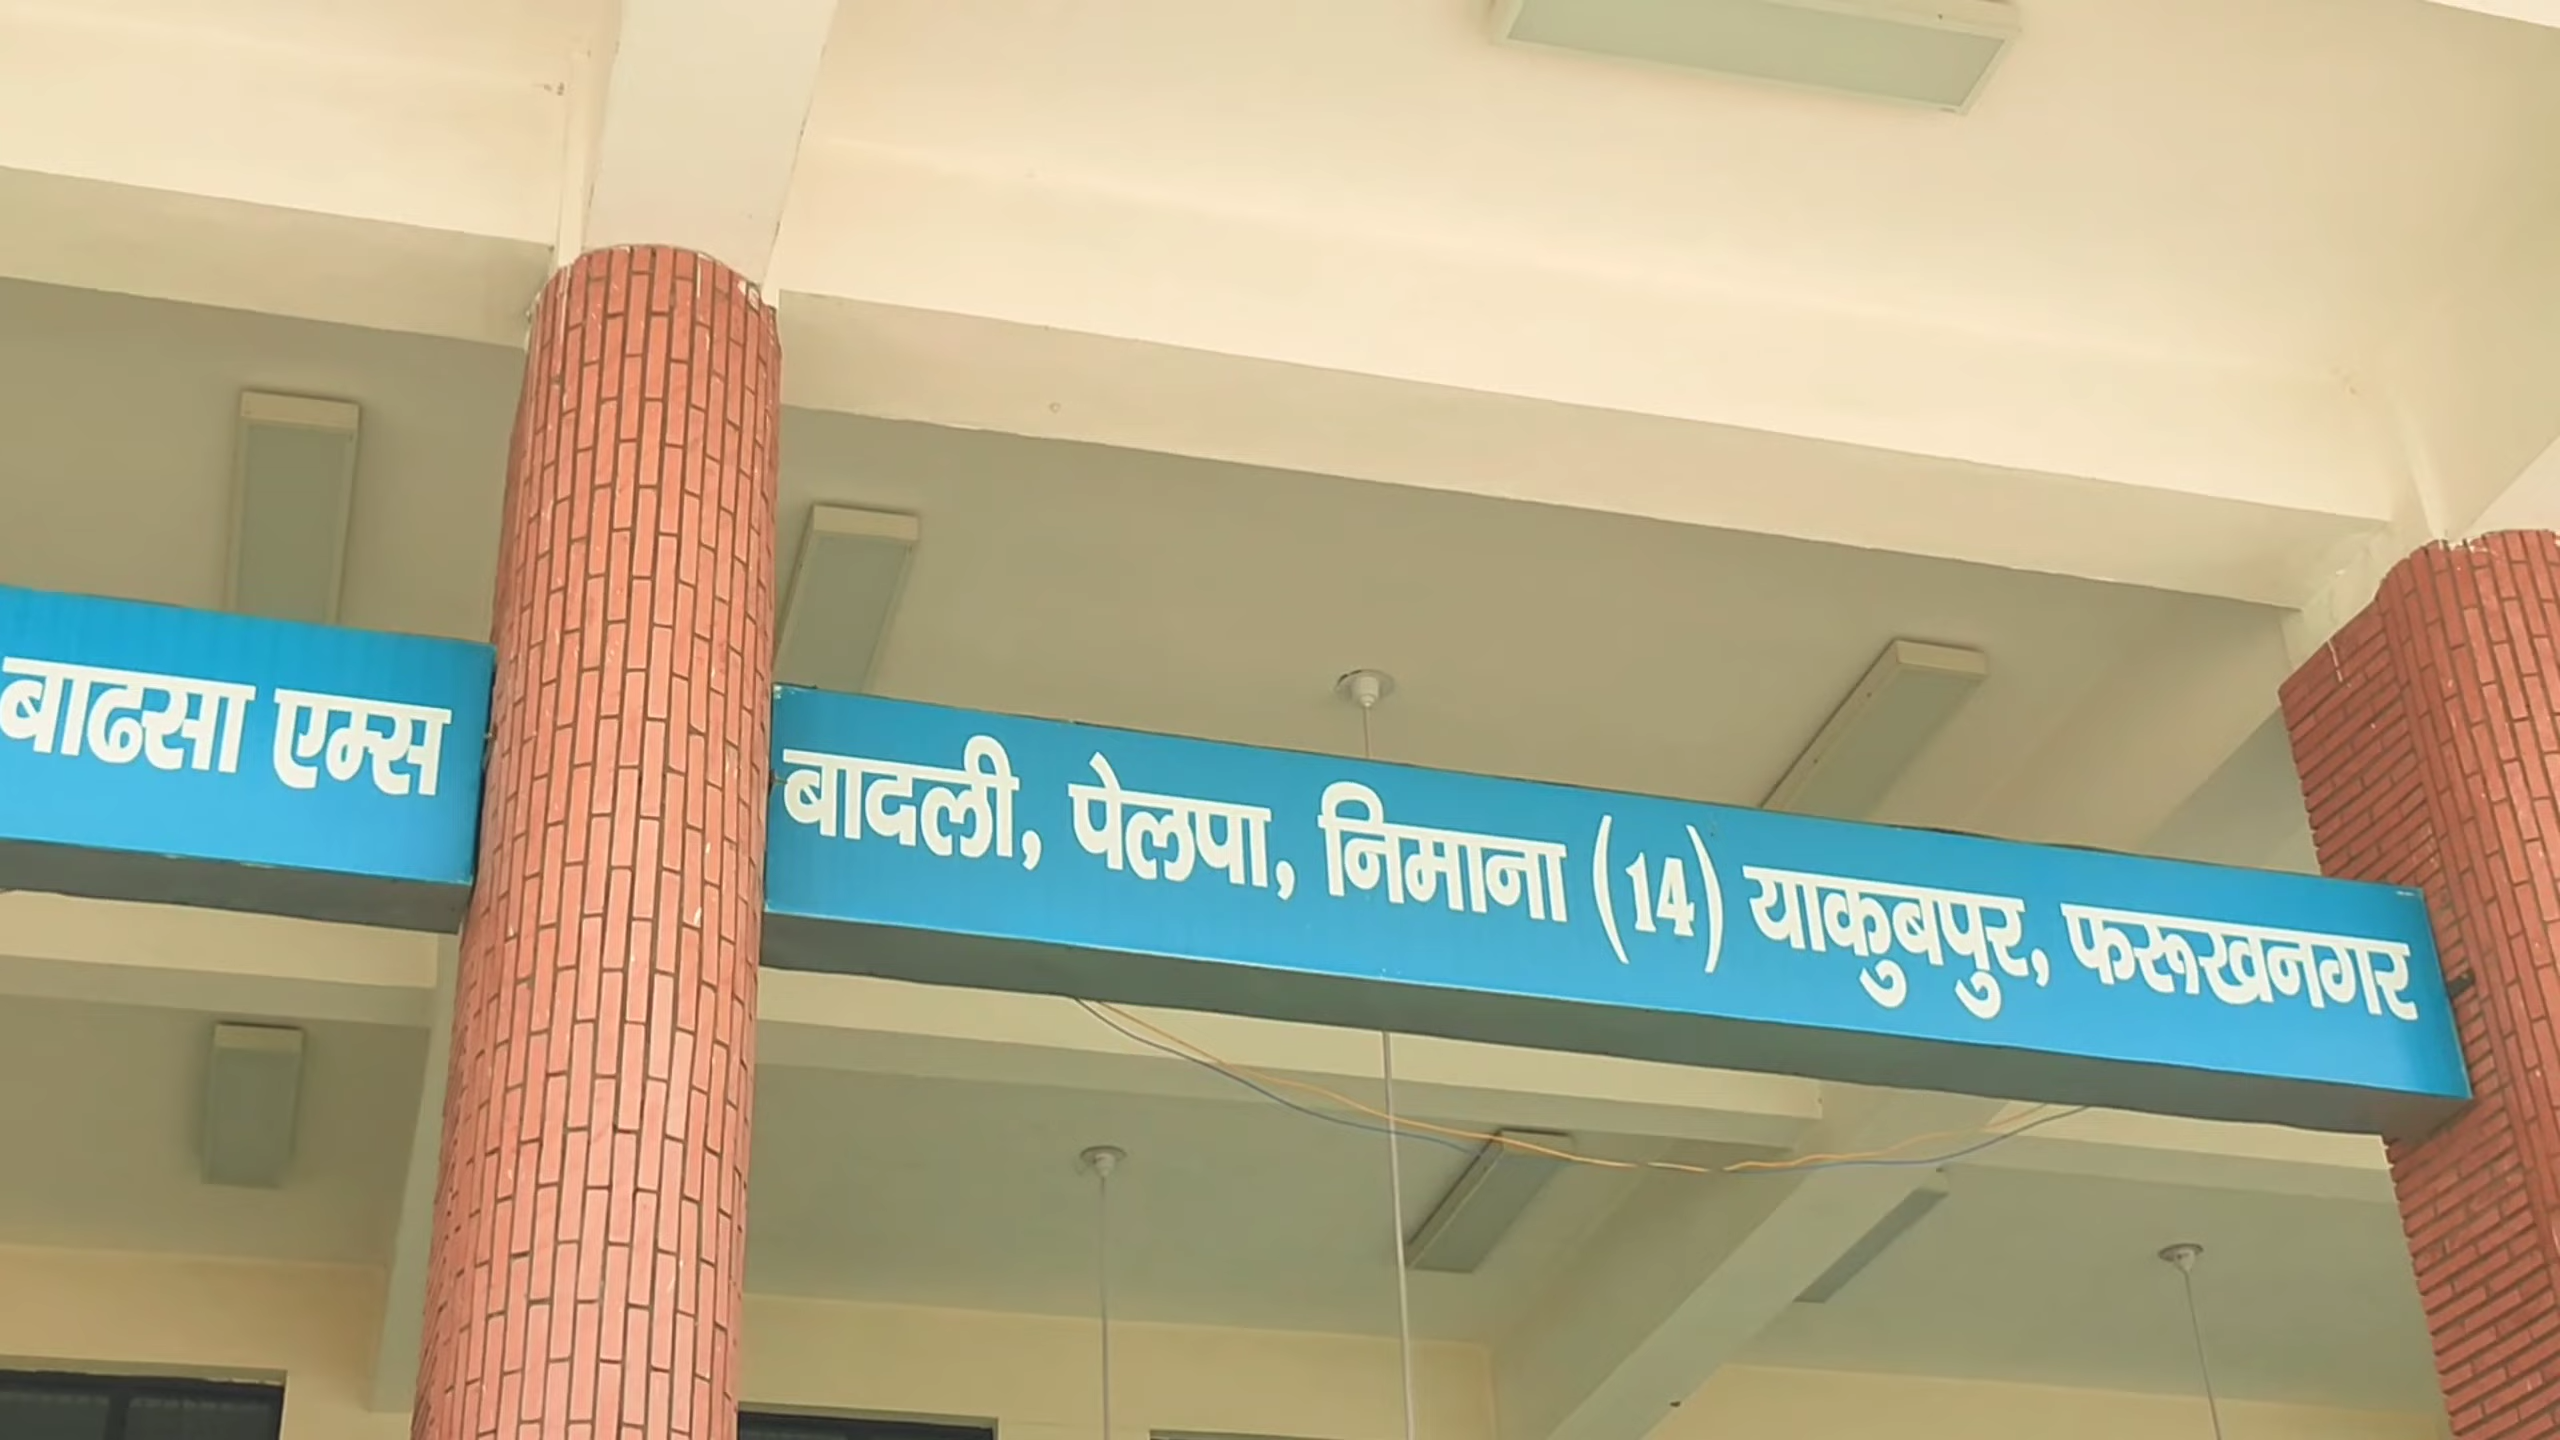 बाढसा एम्स
बादली, पेलपा, निमाना (14) याकुबपुर, फरूखनगर